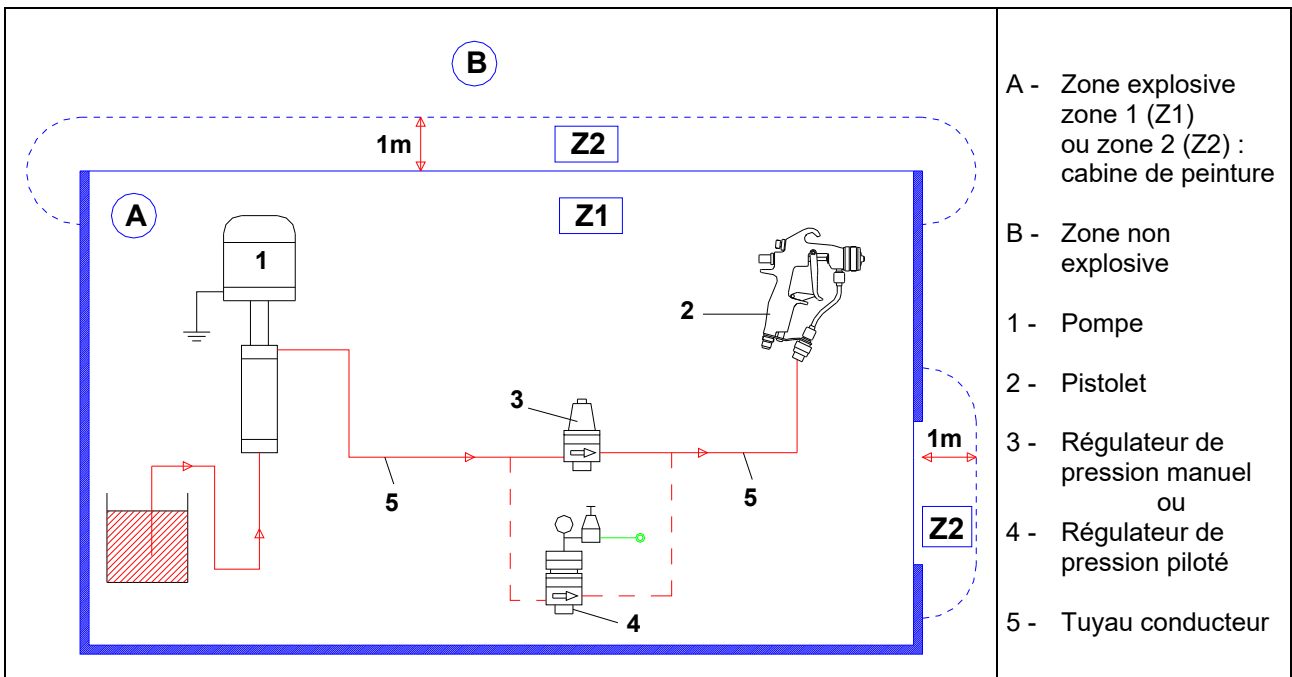 B
1m
Z2
A
Z1
1
2
3
5
5
4
1m
Z2
A - Zone explosive
zone 1 (Z1)
ou zone 2 (Z2) :
cabine de peinture
B - Zone non
explosive
1 - Pompe
2 - Pistolet
3 - Régulateur de
pression manuel
ou
4 - Régulateur de
pression piloté
5 - Tuyau conducteur